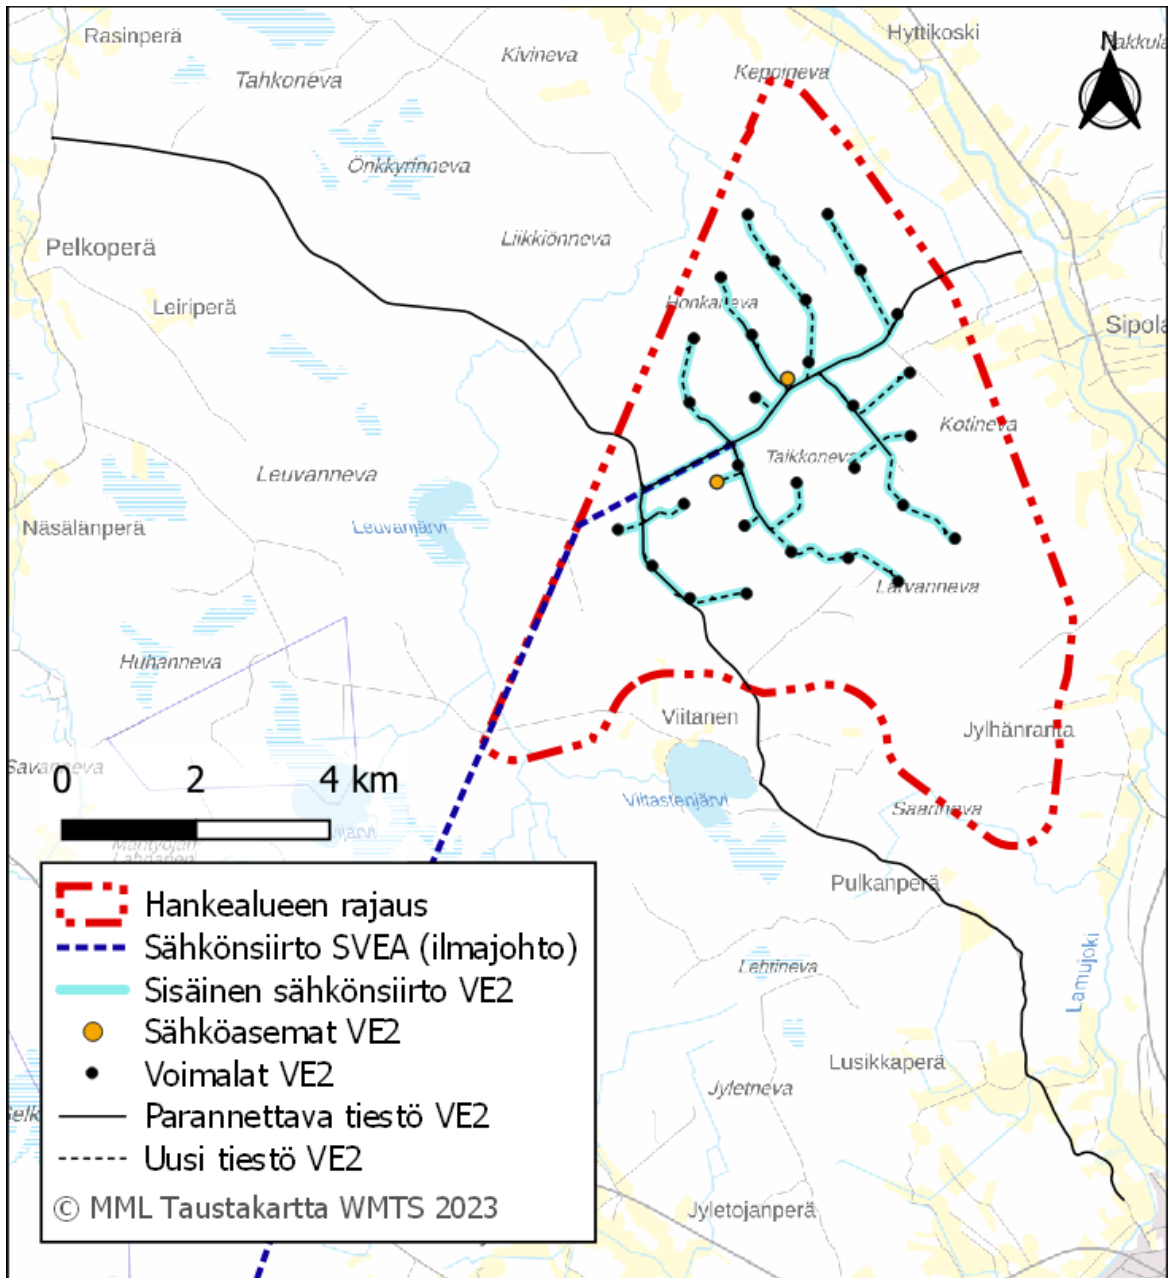 Rasinperä
Kivineva
Hyttikoski
N
Tahkoneva
Keppineva
Önkkyrinneva
Pelkoperä
Liikkiönneva
Leiriperä
Honkaneva
Sipola
Kotineva
Leuvanneva
Taikkoneva
Näsälänperä
Leuvanjärvi
Latvanneva
Huhanneva
Viitanen
Jylhänranta
Savanneva
0 2 4 km
Viitastenjärvi
Saarineva
Pulkanperä
Hankealueen rajaus
Sähkönsiirto SVEA (ilmajohto)
Lehtineva
Lamujoki
Sisäinen sähkönsiirto VE2
Sähköasemat VE2
Voimalat VE2
Lusikkaperä
Jyletneva
Parannettava tiestö VE2
Uusi tiestö VE2
© MML Taustakartta WMTS 2023
Jyletojanperä